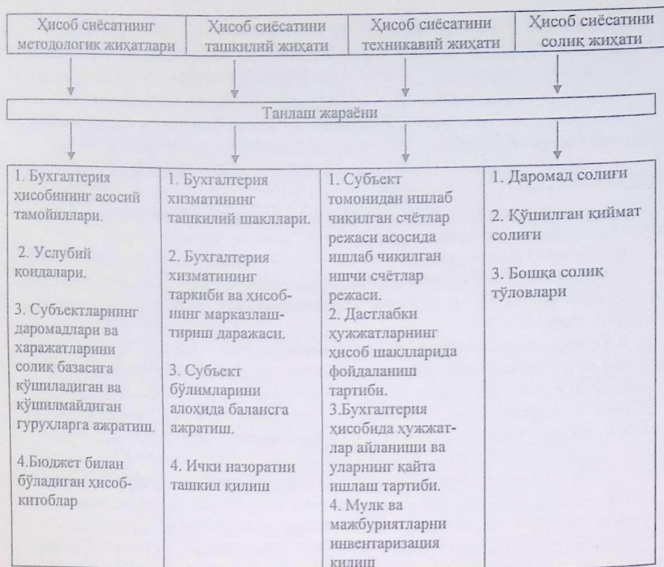 Ҳисоб сиёсатнинг
методологик жиҳатлари
Ҳисоб сиёсатини
ташкилий жиҳати
Ҳисоб сиёсатини
техникавий жиҳати
Ҳисоб сиёсатини
солиқ жиҳати
Танлаш жараёни
1. Бухгалтерия
ҳисобининг асосий
тамойиллари.
2. Услубий
қоидалари.
3. Субъектларнинг
даромадлари ва
харажатларини
солиқ базасига
қўшиладиган ва
қўшилмайдиган
гуруҳларга ажратиш.
4.Бюджет билан
бўладиган ҳисоб-
китоблар
1. Бухгалтерия
хизматининг
ташкилий шакллари.
2. Бухгалтерия
хизматининг
таркиби ва ҳисоб-
нинг марказлаш-
тириш даражаси.
3. Субъект
бўлимларини
алоҳида балансга
ажратиш.
4. Ички назоратни
ташкил қилиш
1. Субъект
томонидан ишлаб
чиқилган счётлар
режаси асосида
ишлаб чиқилган
ишчи счётлар
режаси.
2. Дастлабки
ҳужжатларнинг
ҳисоб шаклларида
фойдаланиш
тартиби.
3.Бухгалтерия
ҳисобида ҳужжат-
лар айланиши ва
уларнинг қайта
ишлаш тартиби.
4. Мулк ва
мажбуриятларни
инвентаризация
қилиш
1. Даромад солиғи
2. Қўшилган қиймат
солиғи
3. Бошқа солиқ
тўловлари